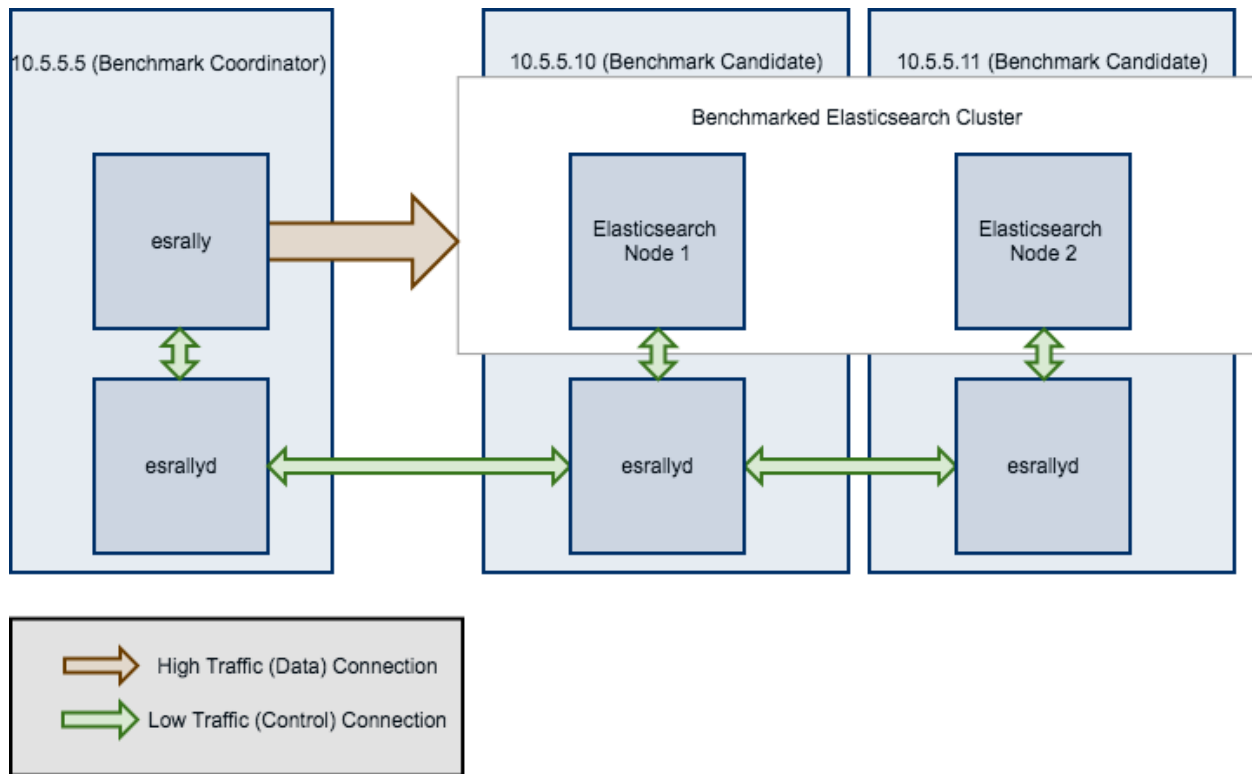 10.5.5.5 (Benchmark Coordinator)
10.5.5.10 (Benchmark Candidate)
10.5.5.11 (Benchmark Candidate)
Benchmarked Elasticsearch Cluster
esrally
Elasticsearch
Node 1
Elasticsearch
Node 2
esrallyd
esrallyd
esrallyd
High Traffic (Data) Connection
Low Traffic (Control) Connection